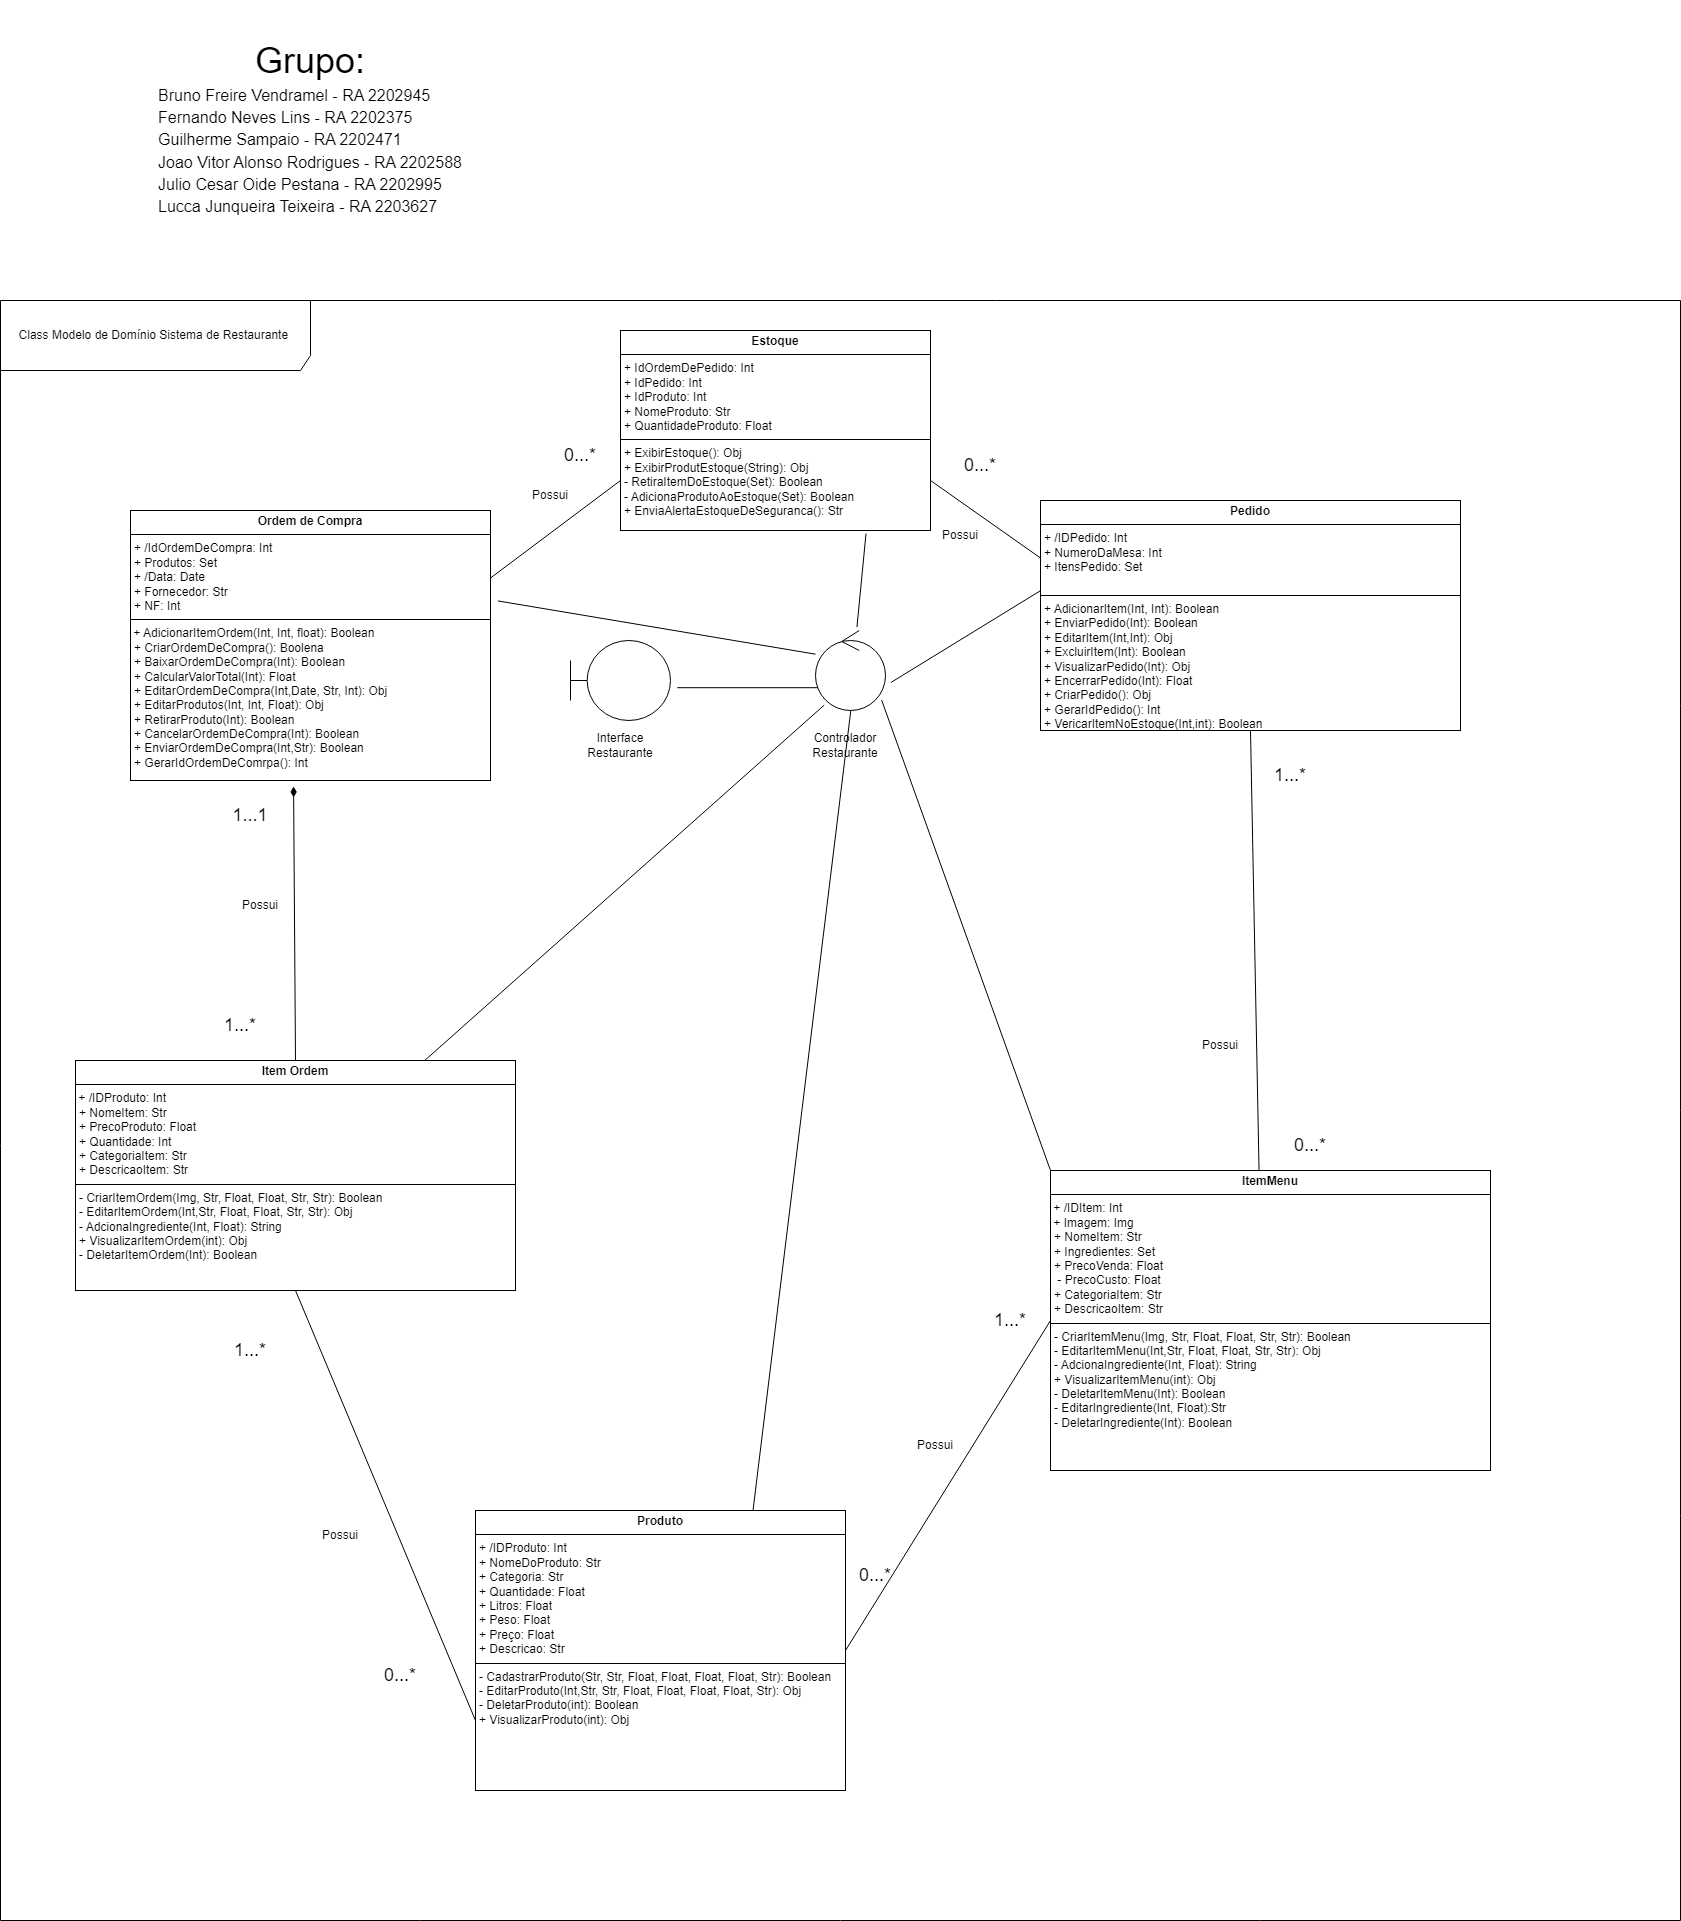 Grupo:
Bruno Freire Vendramel - RA 2202945
Fernando Neves Lins - RA 2202375
Guilherme Sampaio - RA 2202471
Joao Vitor Alonso Rodrigues - RA 2202588
Julio Cesar Oide Pestana - RA 2202995
Lucca Junqueira Teixeira - RA 2203627
Class Modelo de Domínio Sistema de Restaurante
Estoque
+ IdOrdemDePedido: Int
+ IdPedido: Int
+ IdProduto: Int
+ NomeProduto: Str
+ QuantidadeProduto: Float
+ ExibirEstoque(): Obj
+ ExibirProdutEstoque(String): Obj
- RetiraItemDoEstoque(Set): Boolean
- AdicionaProdutoAoEstoque(Set): Boolean
+ EnviaAlertaEstoqueDeSeguranca(): Str
0...*
Possui
0...*
Possui
Ordem de Compra
+ /IdOrdemDeCompra: Int
+ Produtos: Set
+ /Data: Date
+ Fornecedor: Str
+ NF: Int
+ AdicionarItemOrdem(Int, Int, float): Boolean
+ CriarOrdemDeCompra(): Boolena
+ BaixarOrdemDeCompra(Int): Boolean
+ CalcularValorTotal(Int): Float
+ EditarOrdemDeCompra(Int,Date, Str, Int): Obj
+ EditarProdutos(Int, Int, Float): Obj
+ RetirarProduto(Int): Boolean
+ CancelarOrdemDeCompra(Int): Boolean
+ EnviarOrdemDeCompra(Int,Str): Boolean
+ GerarIdOrdemDeComrpa(): Int
Pedido
+ /IDPedido: Int
+ NumeroDaMesa: Int
+ ItensPedido: Set
+ AdicionarItem(Int, Int): Boolean
+ EnviarPedido(Int): Boolean
+ EditarItem(Int,Int): Obj
+ ExcluirItem(Int): Boolean
+ VisualizarPedido(Int): Obj
+ EncerrarPedido(Int): Float
+ CriarPedido(): Obj
+ GerarIdPedido(): Int
+ VericarItemNoEstoque(Int,int): Boolean
Interface
Restaurante
Controlador
Restaurante
1...1
Possui
1...*
1...*
Possui
0...*
Item Ordem
+ /IDProduto: Int
+ NomeItem: Str
+ PrecoProduto: Float
+ Quantidade: Int
+ CategoriaItem: Str
+ DescricaoItem: Str
- CriarItemOrdem(Img, Str, Float, Float, Str, Str): Boolean
- EditarItemOrdem(Int,Str, Float, Float, Str, Str): Obj
- AdcionaIngrediente(Int, Float): String
+ VisualizarItemOrdem(int): Obj
- DeletarItemOrdem(Int): Boolean
ItemMenu
+ /IDItem: Int
+ Imagem: Img
+ NomeItem: Str
+ Ingredientes: Set
+ PrecoVenda: Float
- PrecoCusto: Float
+ CategoriaItem: Str
+ DescricaoItem: Str
- CriarItemMenu(Img, Str, Float, Float, Str, Str): Boolean
- EditarItemMenu(Int,Str, Float, Float, Str, Str): Obj
- AdcionaIngrediente(Int, Float): String
+ VisualizarItemMenu(int): Obj
- DeletarItemMenu(Int): Boolean
- EditarIngrediente(Int, Float):Str
- DeletarIngrediente(Int): Boolean
1...*
Possui
0...*
1...*
Possui
0...*
Produto
+ /IDProduto: Int
+ NomeDoProduto: Str
+ Categoria: Str
+ Quantidade: Float
+ Litros: Float
+ Peso: Float
+ Preço: Float
+ Descricao: Str
- CadastrarProduto(Str, Str, Float, Float, Float, Float, Str): Boolean
- EditarProduto(Int,Str, Str, Float, Float, Float, Float, Str): Obj
- DeletarProduto(int): Boolean
+ VisualizarProduto(int): Obj